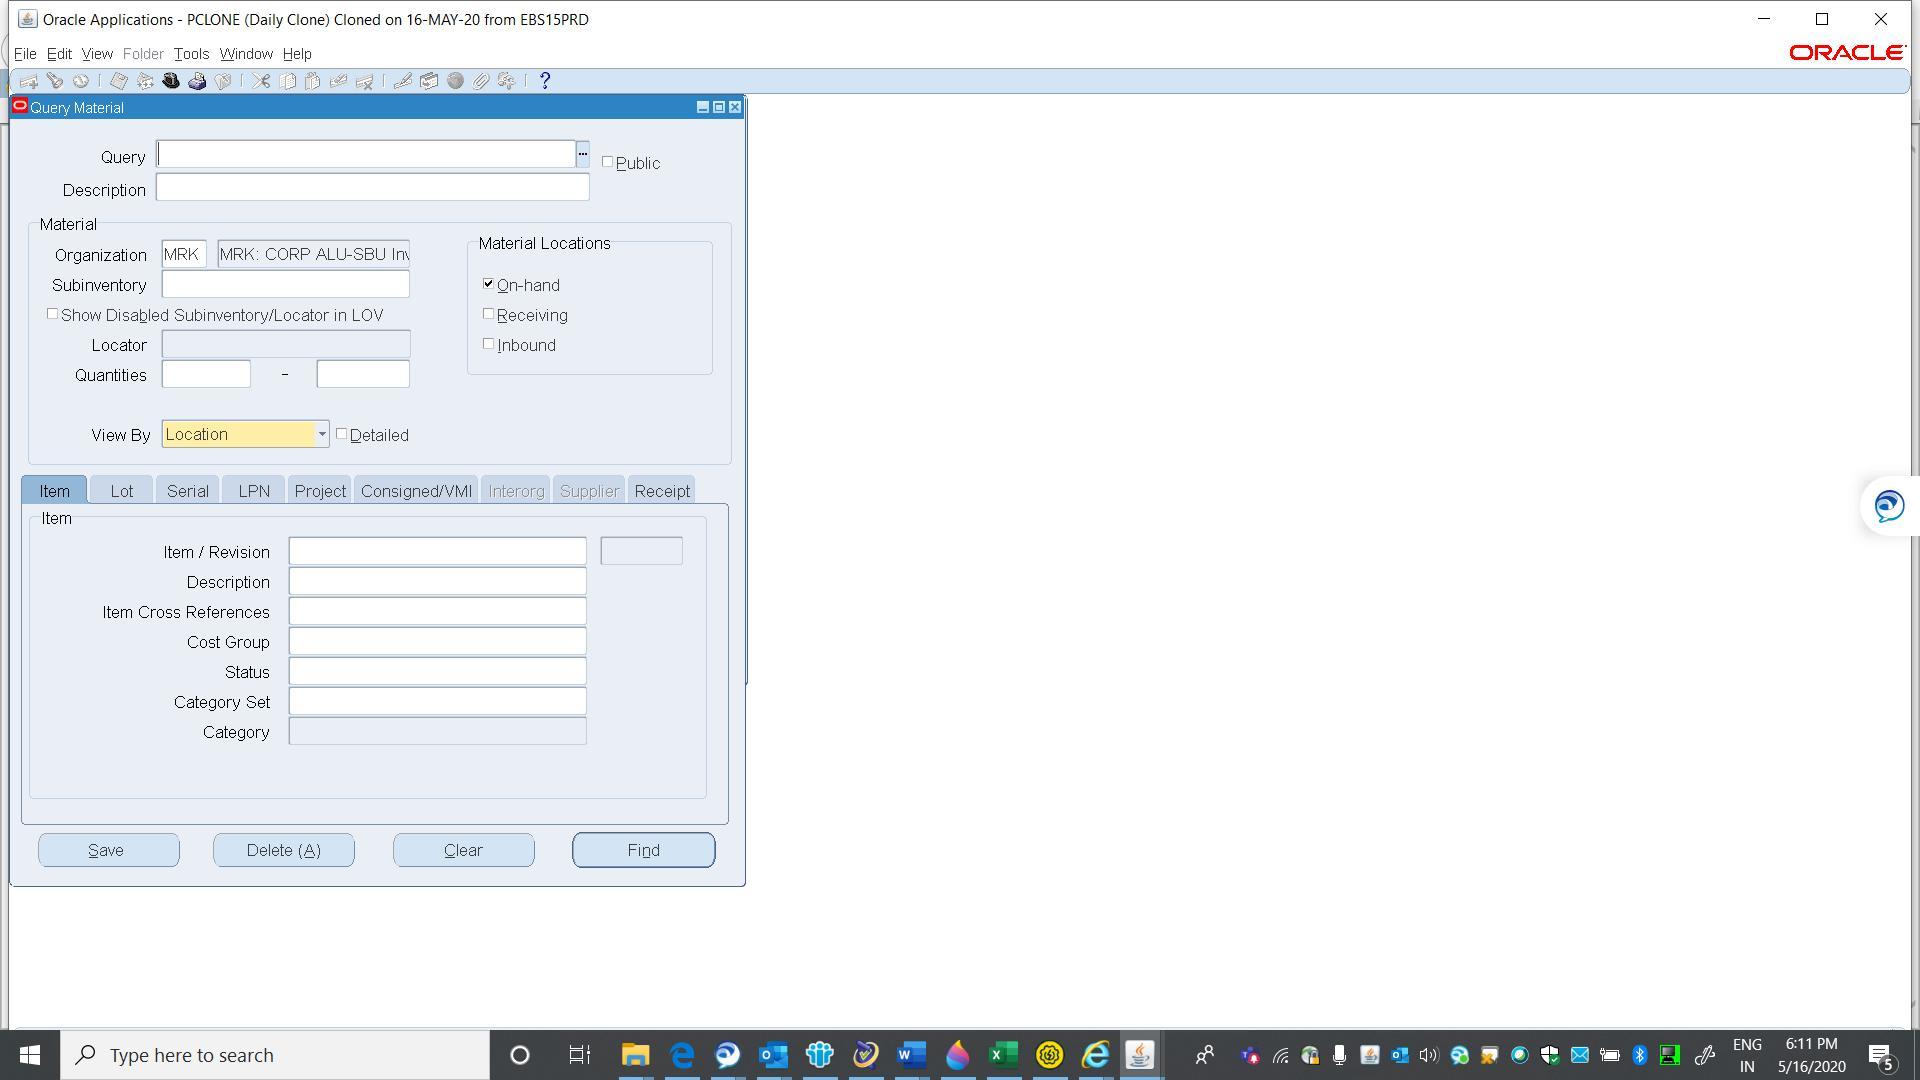 Oracle Applications - PCLONE (Daily Clone) Cloned on 16-MAY-20 from EBS15PRD
File Edit View Folder Tools Window Help
ORACLE
Query Material
Query
Public
Description
Material
Organization MRK MRK: CORP ALU-SBU Inv
Material Locations
Subinventory
On-hand
Show Disabled Subinventory/Locator in LOV
Receiving
Locator
Inbound
Quantities -
View By Location Detailed
Item Lot Serial LPN Project Consigned/VMI Interorg Supplier Receipt
Item
Item / Revision
Description
Item Cross References
Cost Group
Status
Category Set
Category
Save Delete (A) Clear Find
Type here to search
ENG
IN
6:11 PM
5/16/2020
5